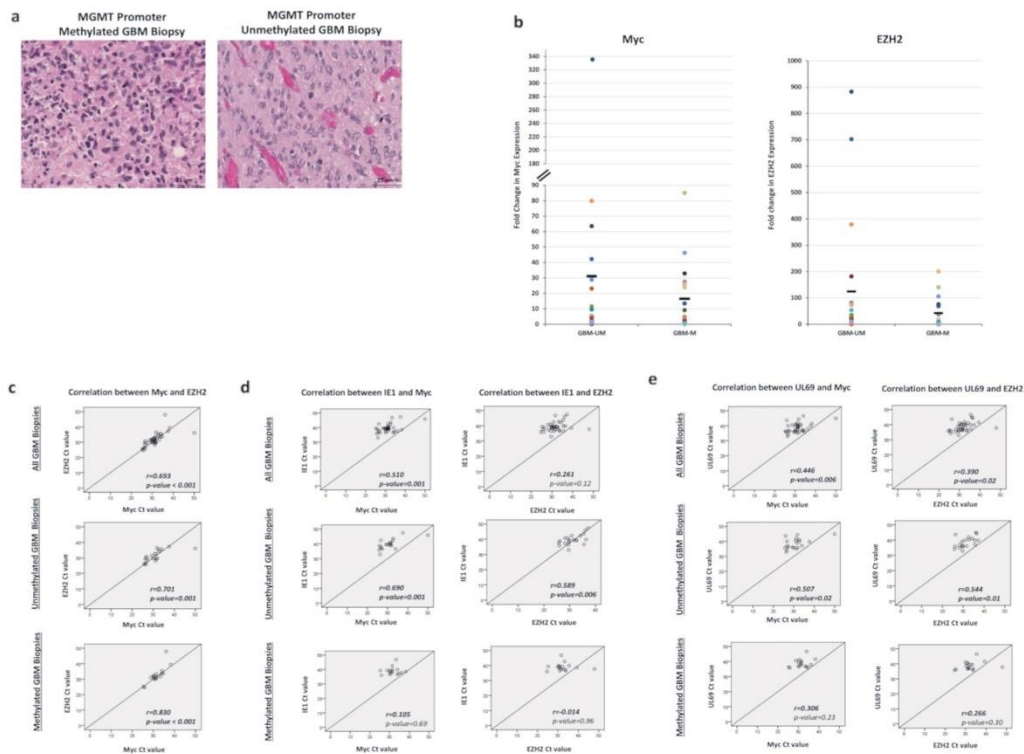 a
MGMT Promoter
Methylated GBM Biopsy
MGMT Promoter
Unmethylated GBM Biopsy
b
Myc
Fold Change in Myc Expression
340
320
300
280
260
240
220
200
180
90
80
70
60
50
40
30
20
10
0
GBM-UM
GBM-M
EZH2
Fold change in EZH2 Expression
1000
900
800
700
600
500
400
300
200
100
0
GBM-UM
GBM-M
c
Correlation between Myc and EZH2
All GBM Biopsies
EZH2 Ct value
r=0.693
p-value < 0.001
Myc Ct value
Unmethylated GBM Biopsies
EZH2 Ct value
r=0.701
p-value=0.001
Myc Ct value
Methylated GBM Biopsies
EZH2 Ct value
r=0.830
p-value < 0.001
Myc Ct value
d
Correlation between IE1 and Myc
Correlation between IE1 and EZH2
All GBM Biopsies
IE1 Ct value
r=0.510
p-value=0.001
Myc Ct value
IE1 Ct value
r=0.261
p-value=0.12
EZH2 Ct value
Unmethylated GBM Biopsies
IE1 Ct value
r=0.690
p-value=0.001
Myc Ct value
IE1 Ct value
r=0.589
p-value=0.006
EZH2 Ct value
Methylated GBM Biopsies
IE1 Ct value
r=0.105
p-value=0.69
Myc Ct value
IE1 Ct value
r=-0.014
p-value=0.96
EZH2 Ct value
e
Correlation between UL69 and Myc
Correlation between UL69 and EZH2
All GBM Biopsies
UL69 Ct value
r=0.446
p-value=0.006
Myc Ct value
UL69 Ct value
r=0.390
p-value=0.02
EZH2 Ct value
Unmethylated GBM Biopsies
UL69 Ct value
r=0.507
p-value=0.02
Myc Ct value
UL69 Ct value
r=0.544
p-value=0.01
EZH2 Ct value
Methylated GBM Biopsies
UL69 Ct value
r=0.306
p-value=0.23
Myc Ct value
UL69 Ct value
r=0.266
p-value=0.30
EZH2 Ct value